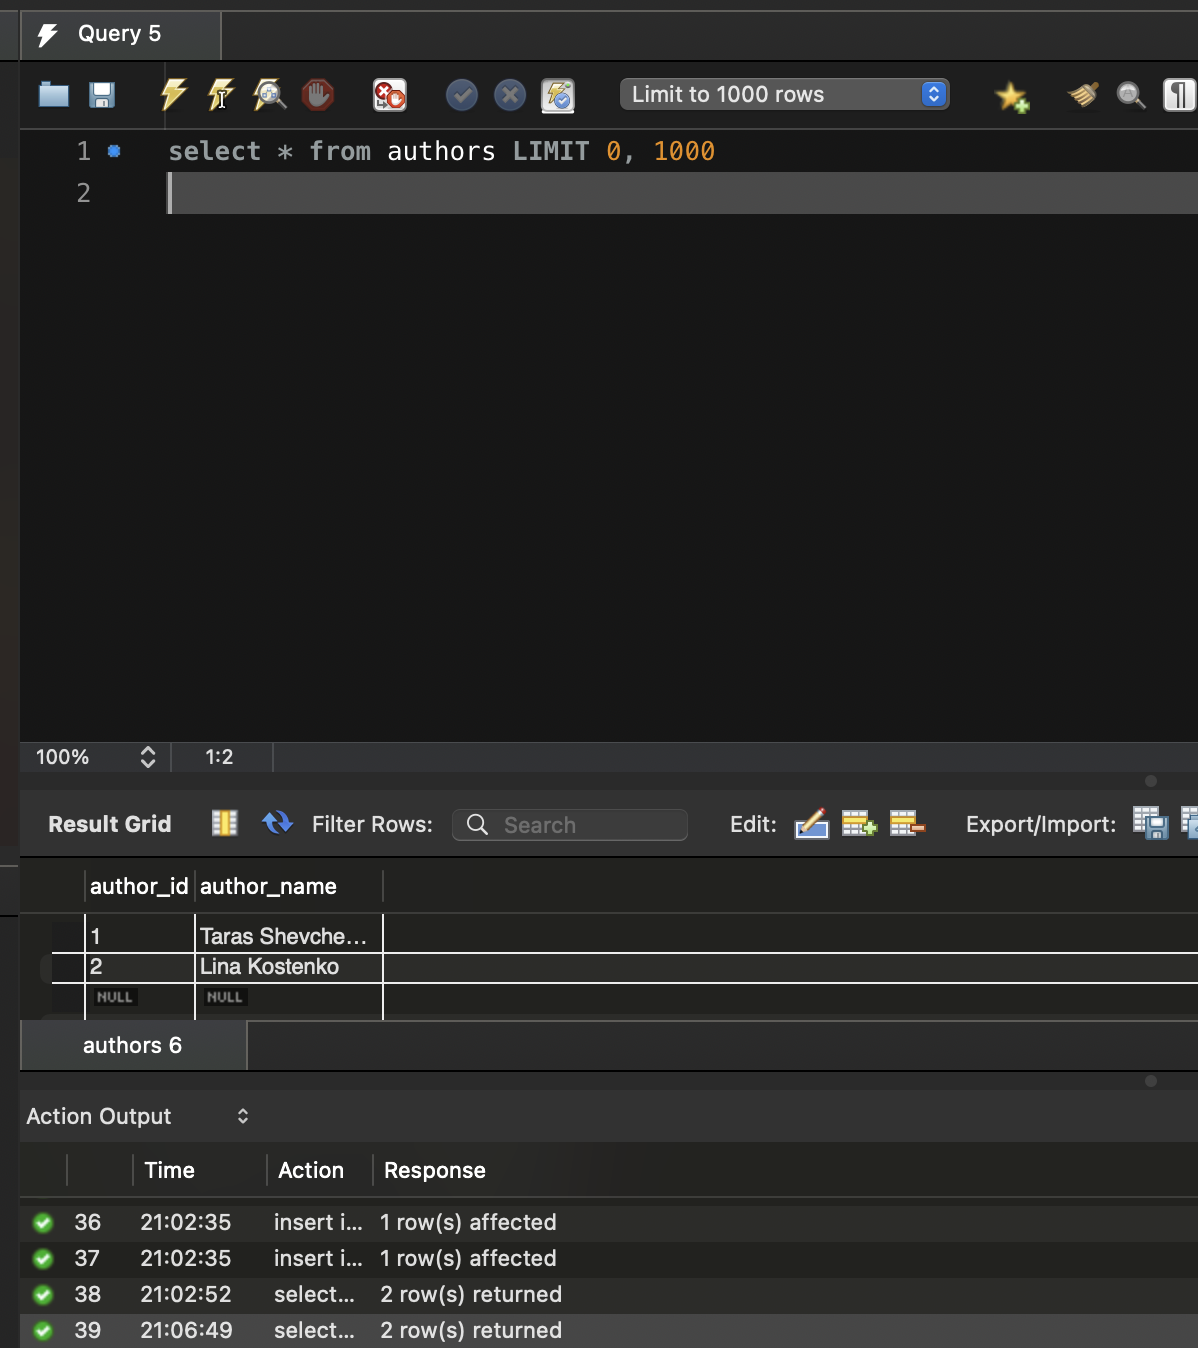 Query 5
Limit to 1000 rows
1 select * from authors LIMIT 0, 1000
2
100% 1:2
Result Grid Filter Rows: Search Edit: Export/Import:
author_id author_name
1 Taras Shevche...
2 Lina Kostenko
NULL NULL
authors 6
Action Output
Time Action Response
36 21:02:35 insert i... 1 row(s) affected
37 21:02:35 insert i... 1 row(s) affected
38 21:02:52 select... 2 row(s) returned
39 21:06:49 select... 2 row(s) returned